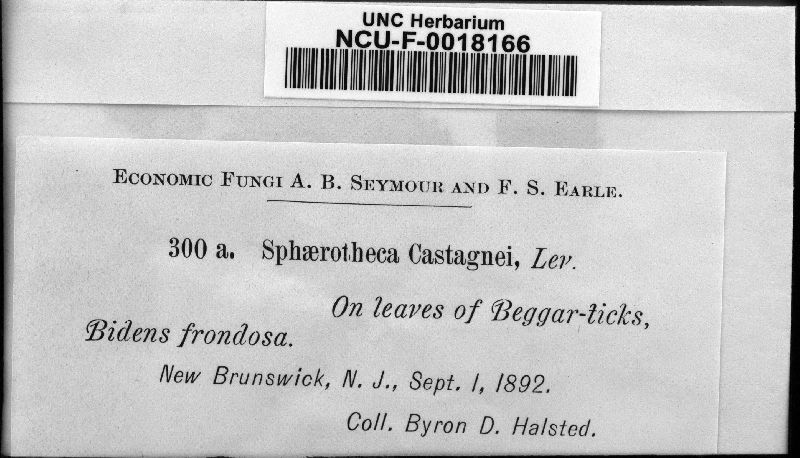 UNC Herbarium
NCU-F-0018166
Economic Fungi A. B. Seymour and F. S. Earle.
300 a. Sphærotheca Castagnei, Lev.
On leaves of Beggar-ticks,
Bidens frondosa.
New Brunswick, N. J., Sept. 1, 1892.
Coll. Byron D. Halsted.